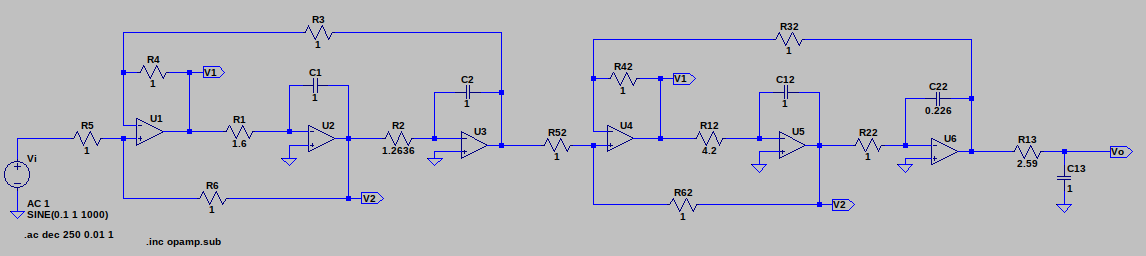 R3
1
R32
1
R4
1
V1
C1
1
C2
1
R42
1
V1
C12
1
C22
0.226
R5
1
U1
R1
1.6
U2
R2
1.2636
U3
R52
1
U4
R12
4.2
U5
R22
1
U6
R13
2.59
Vo
Vi
C13
1
R6
1
V2
R62
1
V2
AC 1
SINE(0.1 1 1000)
.ac dec 250 0.01 1
.inc opamp.sub